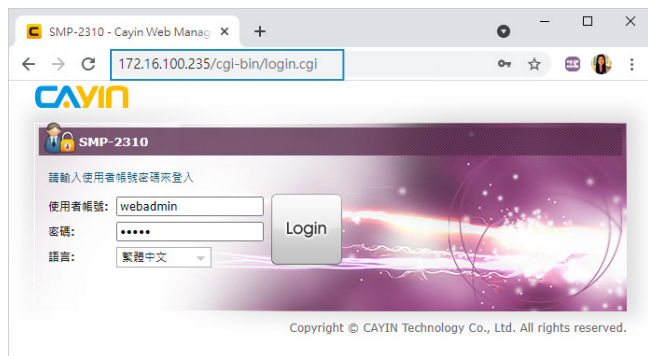 SMP-2310 - Cayin Web Manag
172.16.100.235/cgi-bin/login.cgi
CAYIN
SMP-2310
請輸入使用者帳號密碼來登入
使用者帳號: webadmin
密碼: •••••
Login
語言: 繁體中文
Copyright © CAYIN Technology Co., Ltd. All rights reserved.